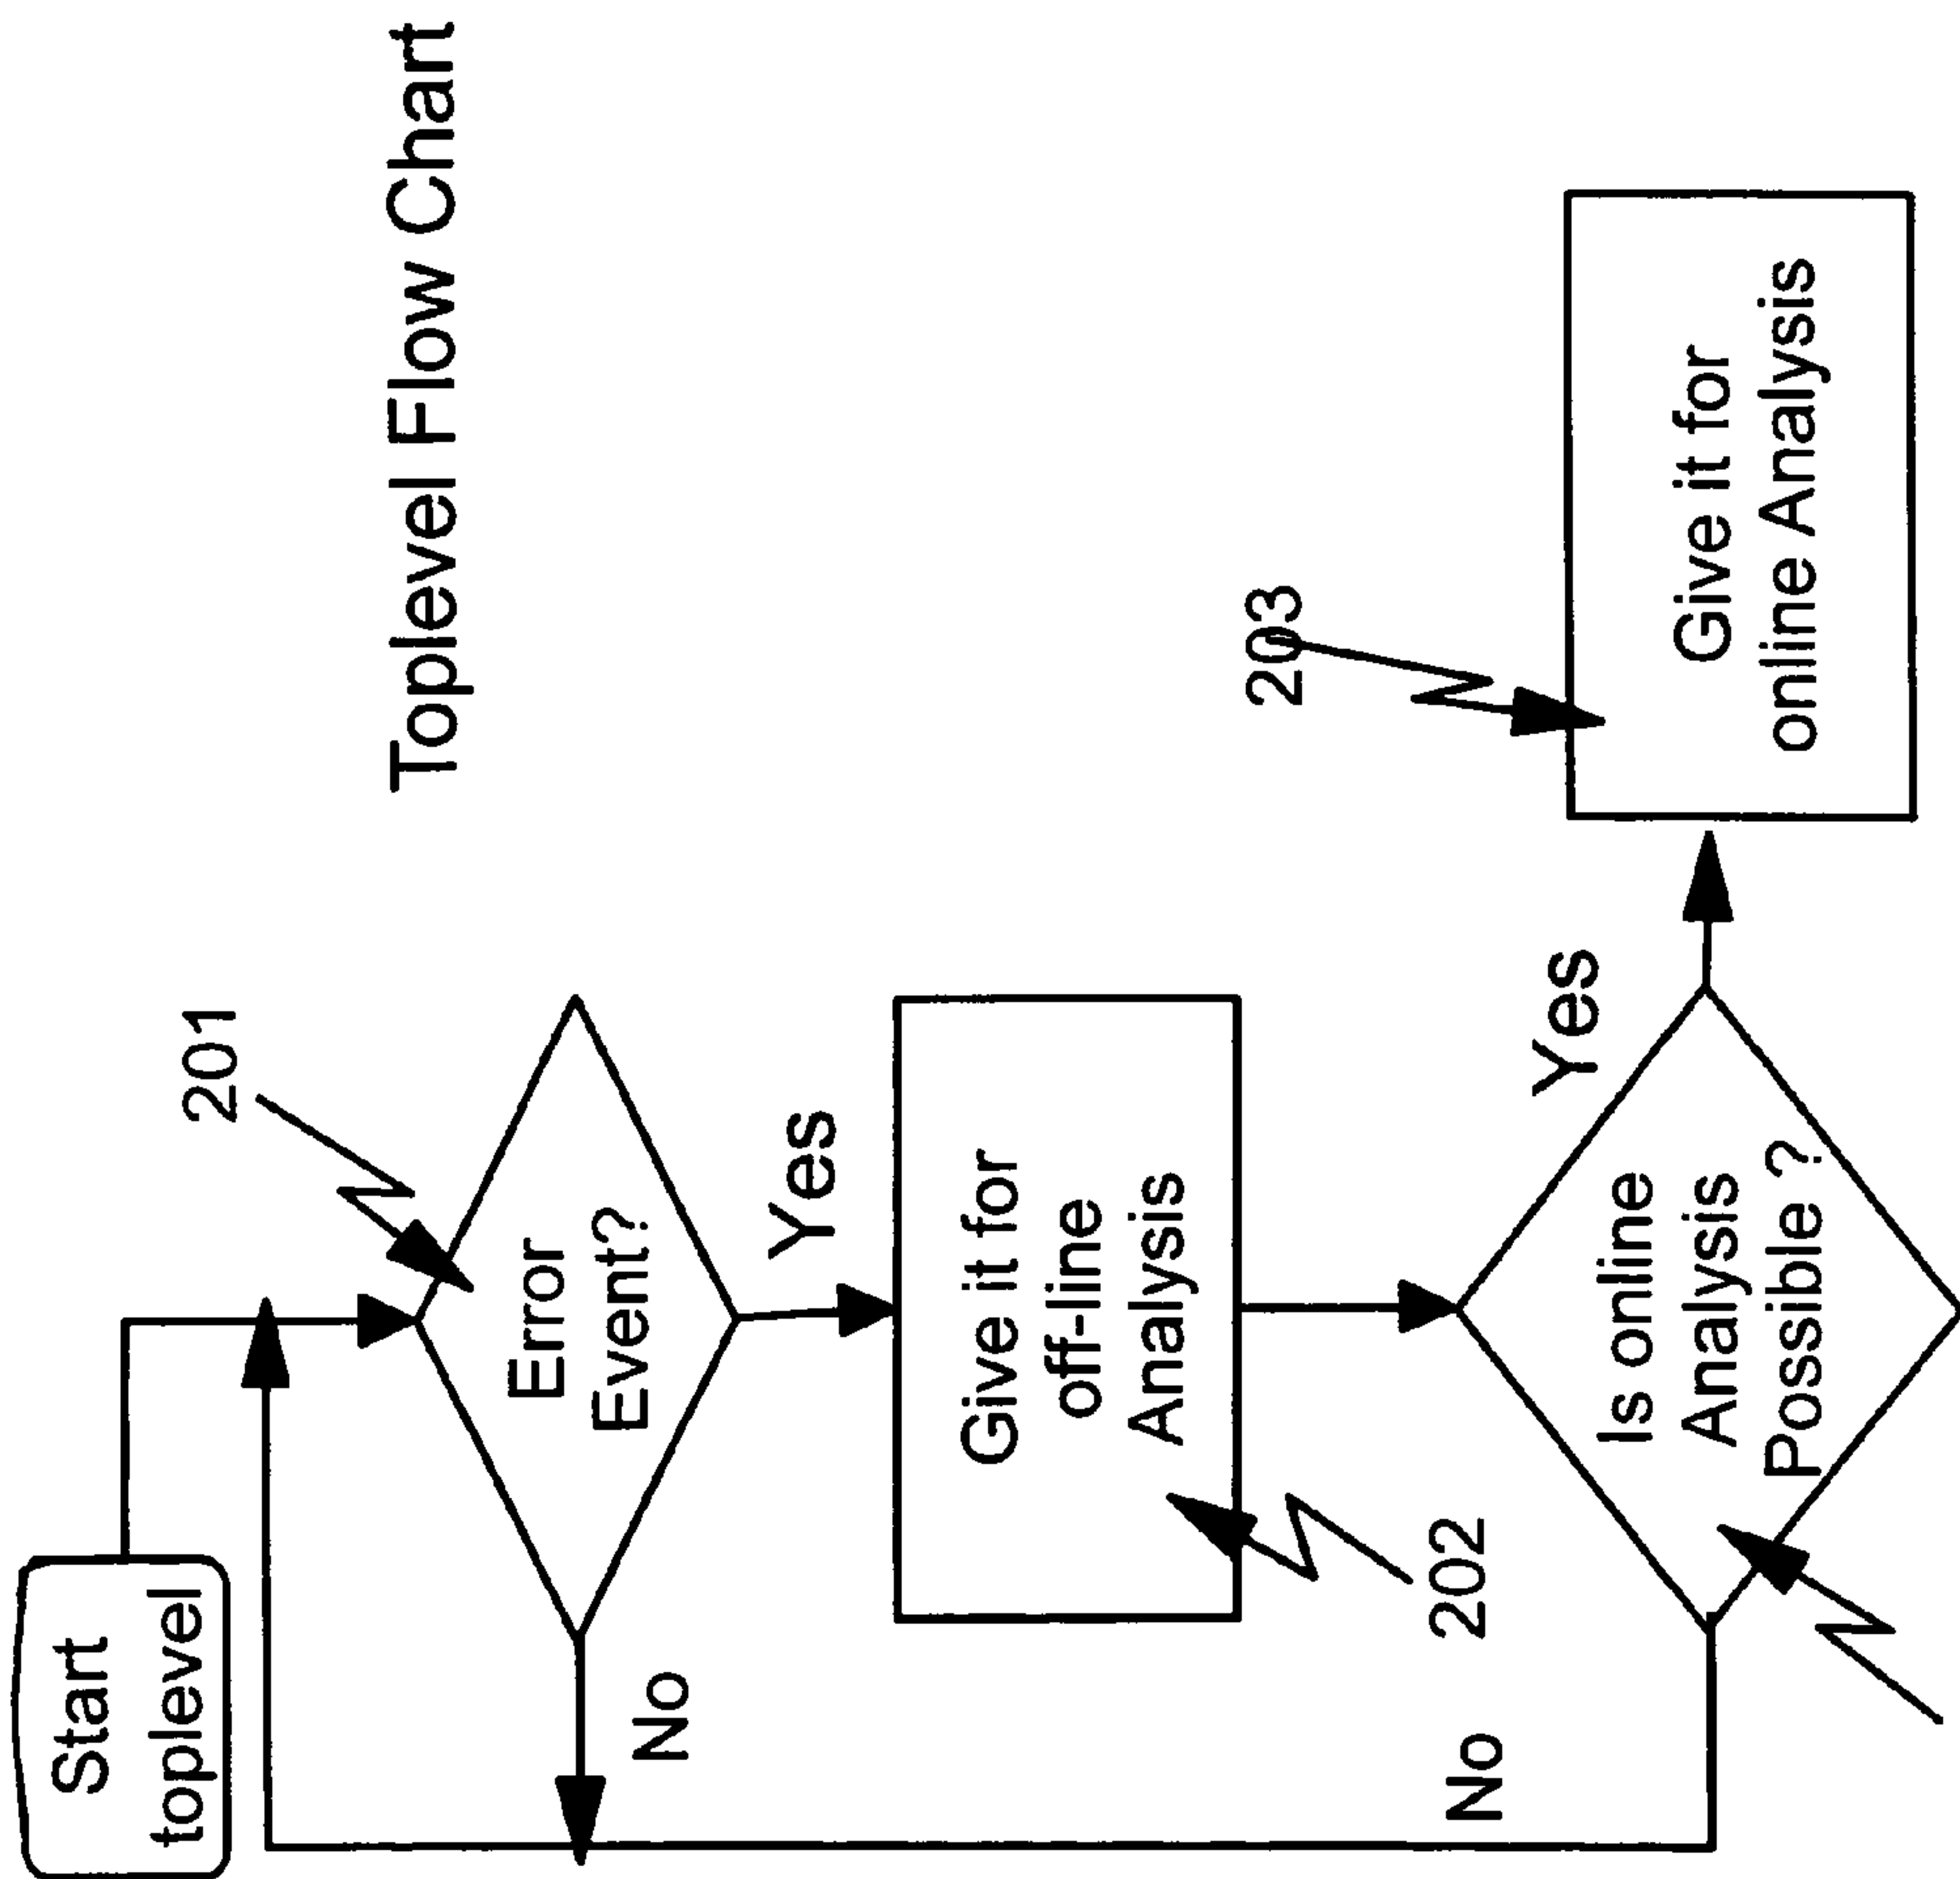 Toplevel Flow Chart
Start
toplevel
201
Error
Event?
No
Yes
Give it for
off-line
Analysis
202
Is online
Analysis
Possible ?
No
Yes
203
Give it for
online Analysis